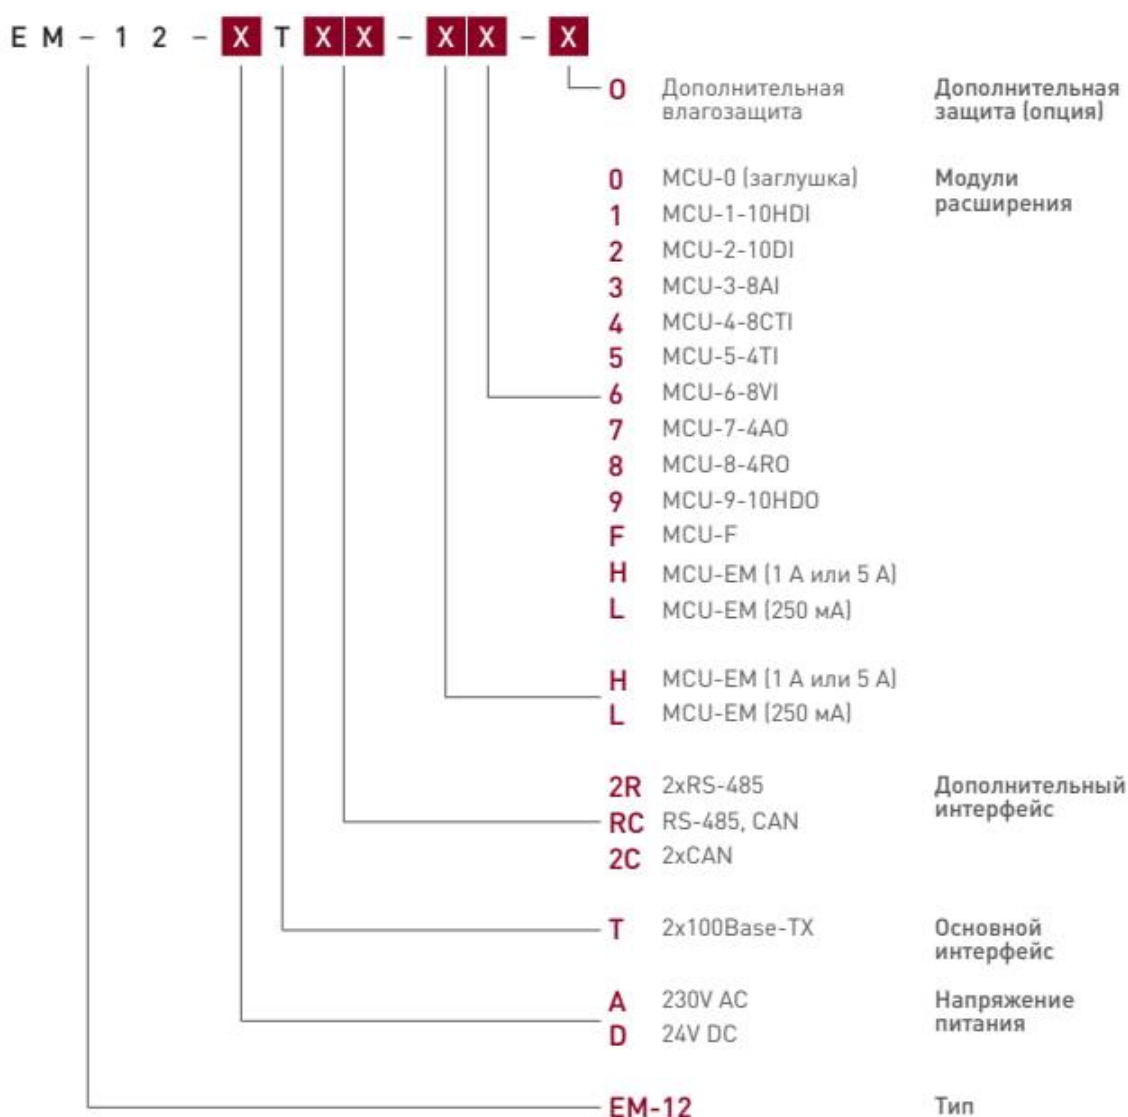 EM-12-XTXX-XX-X
O Дополнительная влагозащита Дополнительная защита (опция)
0 MCU-0 (заглушка) Модули расширения
1 MCU-1-10HDI
2 MCU-2-10DI
3 MCU-3-8AI
4 MCU-4-8CTI
5 MCU-5-4TI
6 MCU-6-8VI
7 MCU-7-4AO
8 MCU-8-4RO
9 MCU-9-10HDO
F MCU-F
H MCU-EM (1 А или 5 А)
L MCU-EM (250 мА)
H MCU-EM (1 А или 5 А)
L MCU-EM (250 мА)
2R 2xRS-485 Дополнительный интерфейс
RC RS-485, CAN
2C 2xCAN
T 2x100Base-TX Основной интерфейс
A 230V AC Напряжение питания
D 24V DC
EM-12 Тип